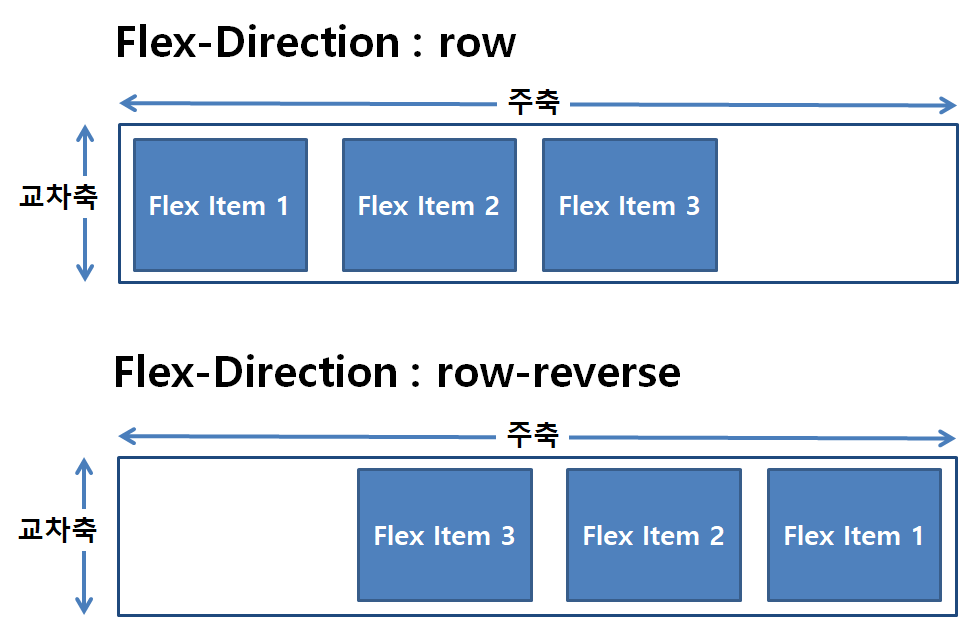 Flex-Direction : row
주축
교차축
Flex Item 1 Flex Item 2 Flex Item 3
Flex-Direction : row-reverse
주축
교차축
Flex Item 3 Flex Item 2 Flex Item 1